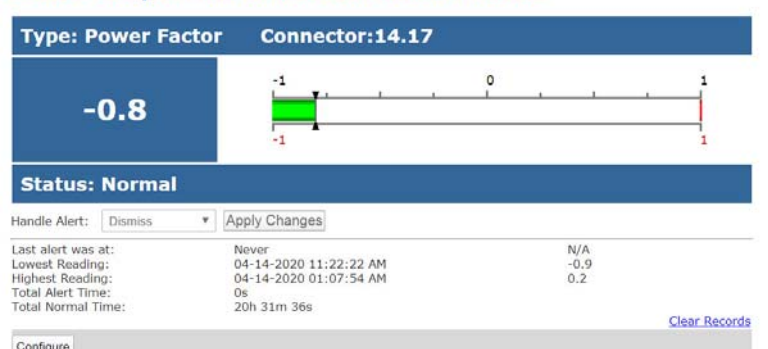 Type: Power Factor Connector:14.17
-1 0 1
-0.8
-1 1
Status: Normal
Handle Alert: Dismiss Apply Changes
Last alert was at: Never N/A
Lowest Reading: 04-14-2020 11:22:22 AM -0.9
Highest Reading: 04-14-2020 01:07:54 AM 0.2
Total Alert Time: 0s
Total Normal Time: 20h 31m 36s
Clear Records
Configure